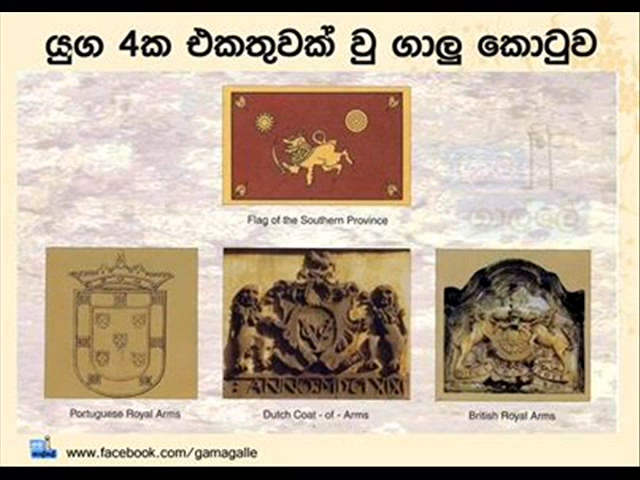 යුග 4ක එකතුවක් වු ගාලු කොටුව
Flag of the Southern Province
Portuguese Royal Arms
Dutch Coat - of - Arms
British Royal Arms
www.facebook.com/gamagalle